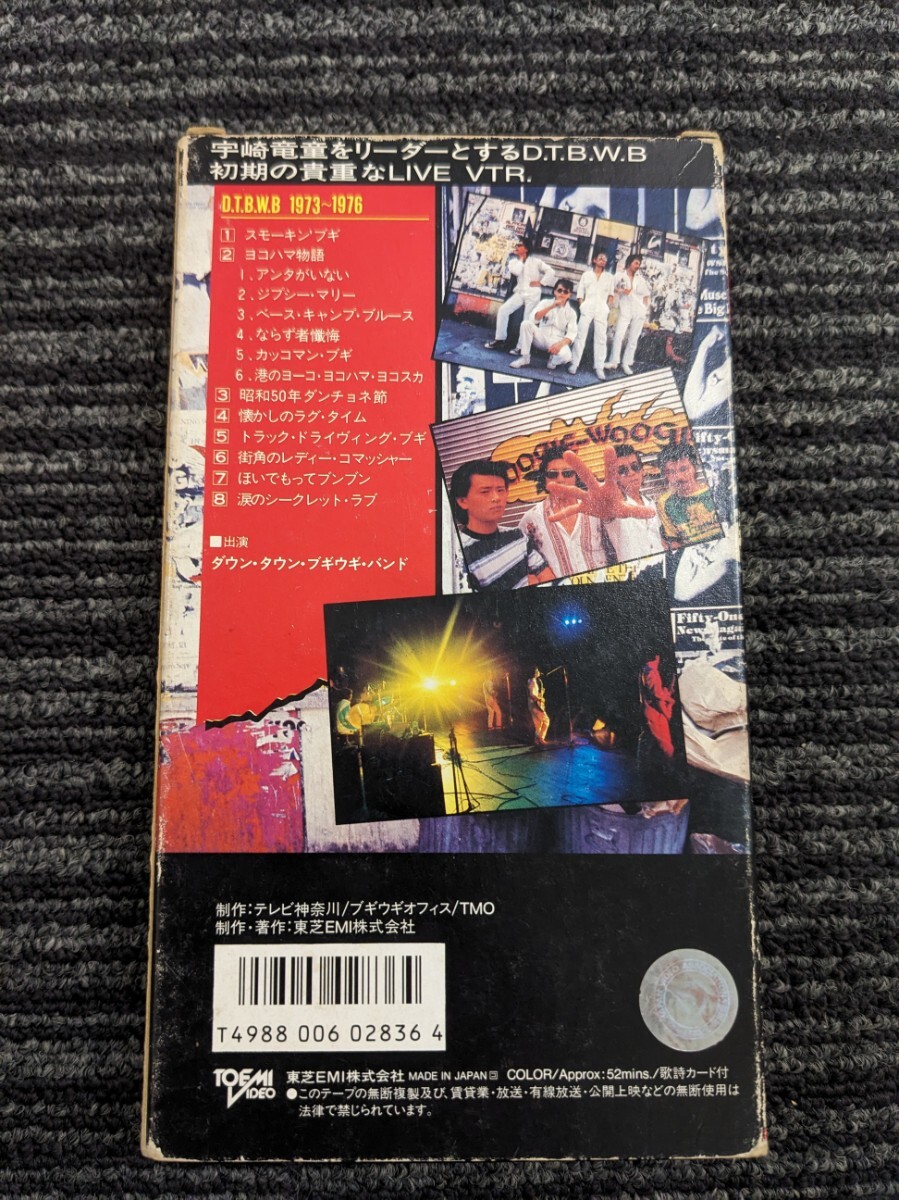 宇崎竜童をリーダーとするD.T.B.W.B
初期の貴重なLIVE VTR.
D.T.B.W.B 1973~1976
1 スモーキン'ブギ
2 ヨコハマ物語
1、アンタがいない
2、ジプシー・マリー
3、ベース・キャンプ・ブルース
4、ならず者懺悔
5、カッコマン・ブギ
6、港のヨーコ・ヨコハマ・ヨコスカ
3 昭和50年ダンチョネ節
4 懐かしのラグ・タイム
5 トラック・ドライヴィング・ブギ
6 街角のレディー・コマッシャー
7 ほいでもってブンブン
8 涙のシークレット・ラブ
■出演
ダウン・タウン・ブギウギ・バンド
Fifty-One
制作:テレビ神奈川/ブギウギオフィス/TMO
制作・著作:東芝EMI株式会社
T4988 006 02836 4
TOEMI VIDEO
東芝EMI株式会社 MADE IN JAPAN COLOR/Approx:52mins./歌詩カード付
●このテープの無断複製及び、賃貸業・放送・有線放送・公開上映などの無断使用は
法律で禁じられています。